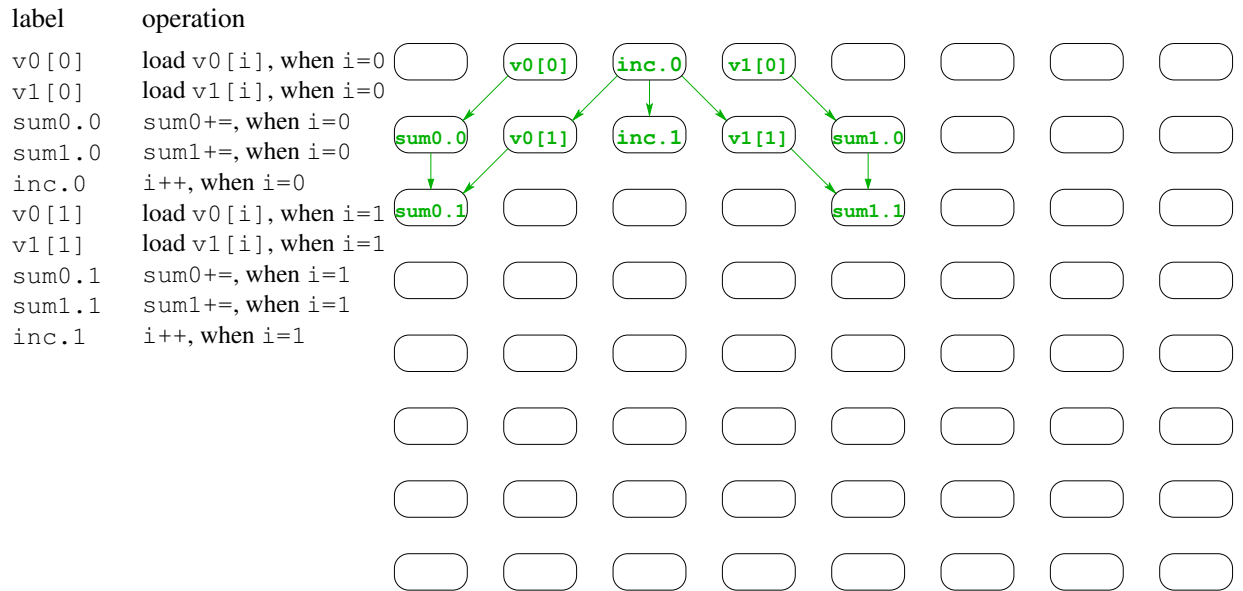 label operation
v0[0] load v0[i], when i=0
v1[0] load v1[i], when i=0
sum0.0 sum0+=, when i=0
sum1.0 sum1+=, when i=0
inc.0 i++, when i=0
v0[1] load v0[i], when i=1
v1[1] load v1[i], when i=1
sum0.1 sum0+=, when i=1
sum1.1 sum1+=, when i=1
inc.1 i++, when i=1
v0[0] inc.0 v1[0]
sum0.0 v0[1] inc.1 v1[1] sum1.0
sum0.1 sum1.1